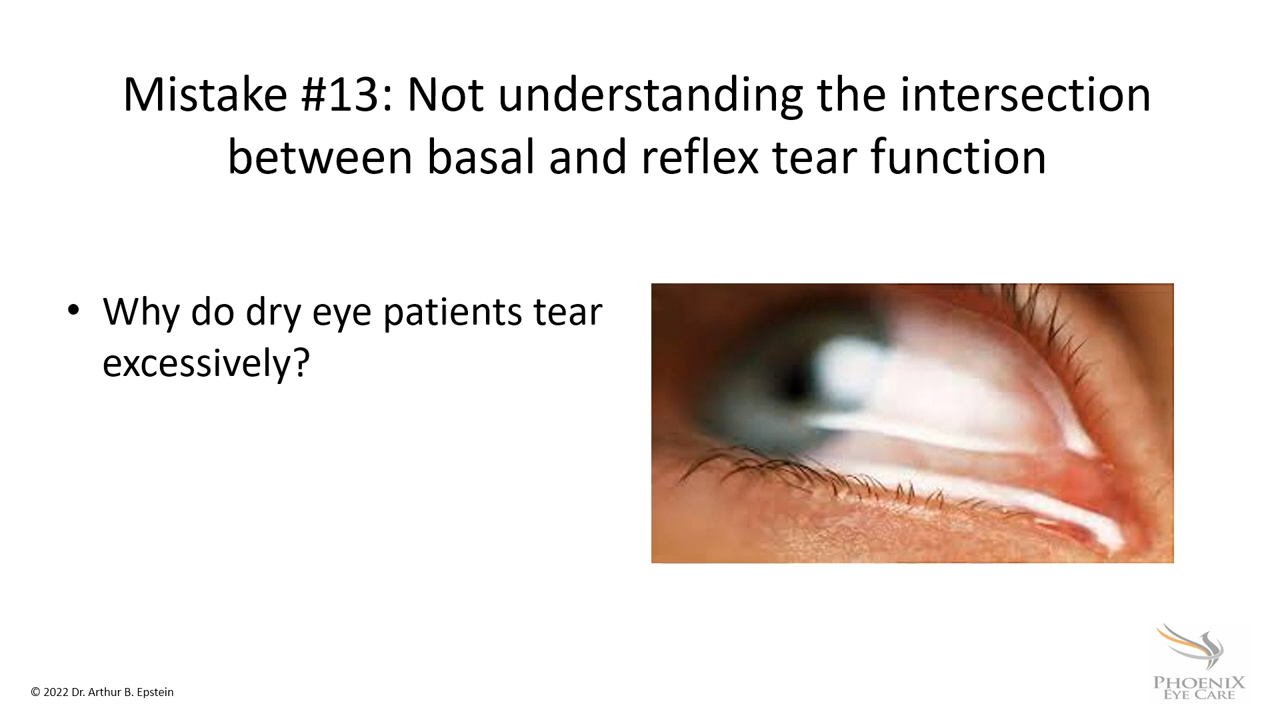 Mistake #13: Not understanding the intersection
between basal and reflex tear function
• Why do dry eye patients tear
excessively?
© 2022 Dr. Arthur B. Epstein
PHOENIX
EYE CARE